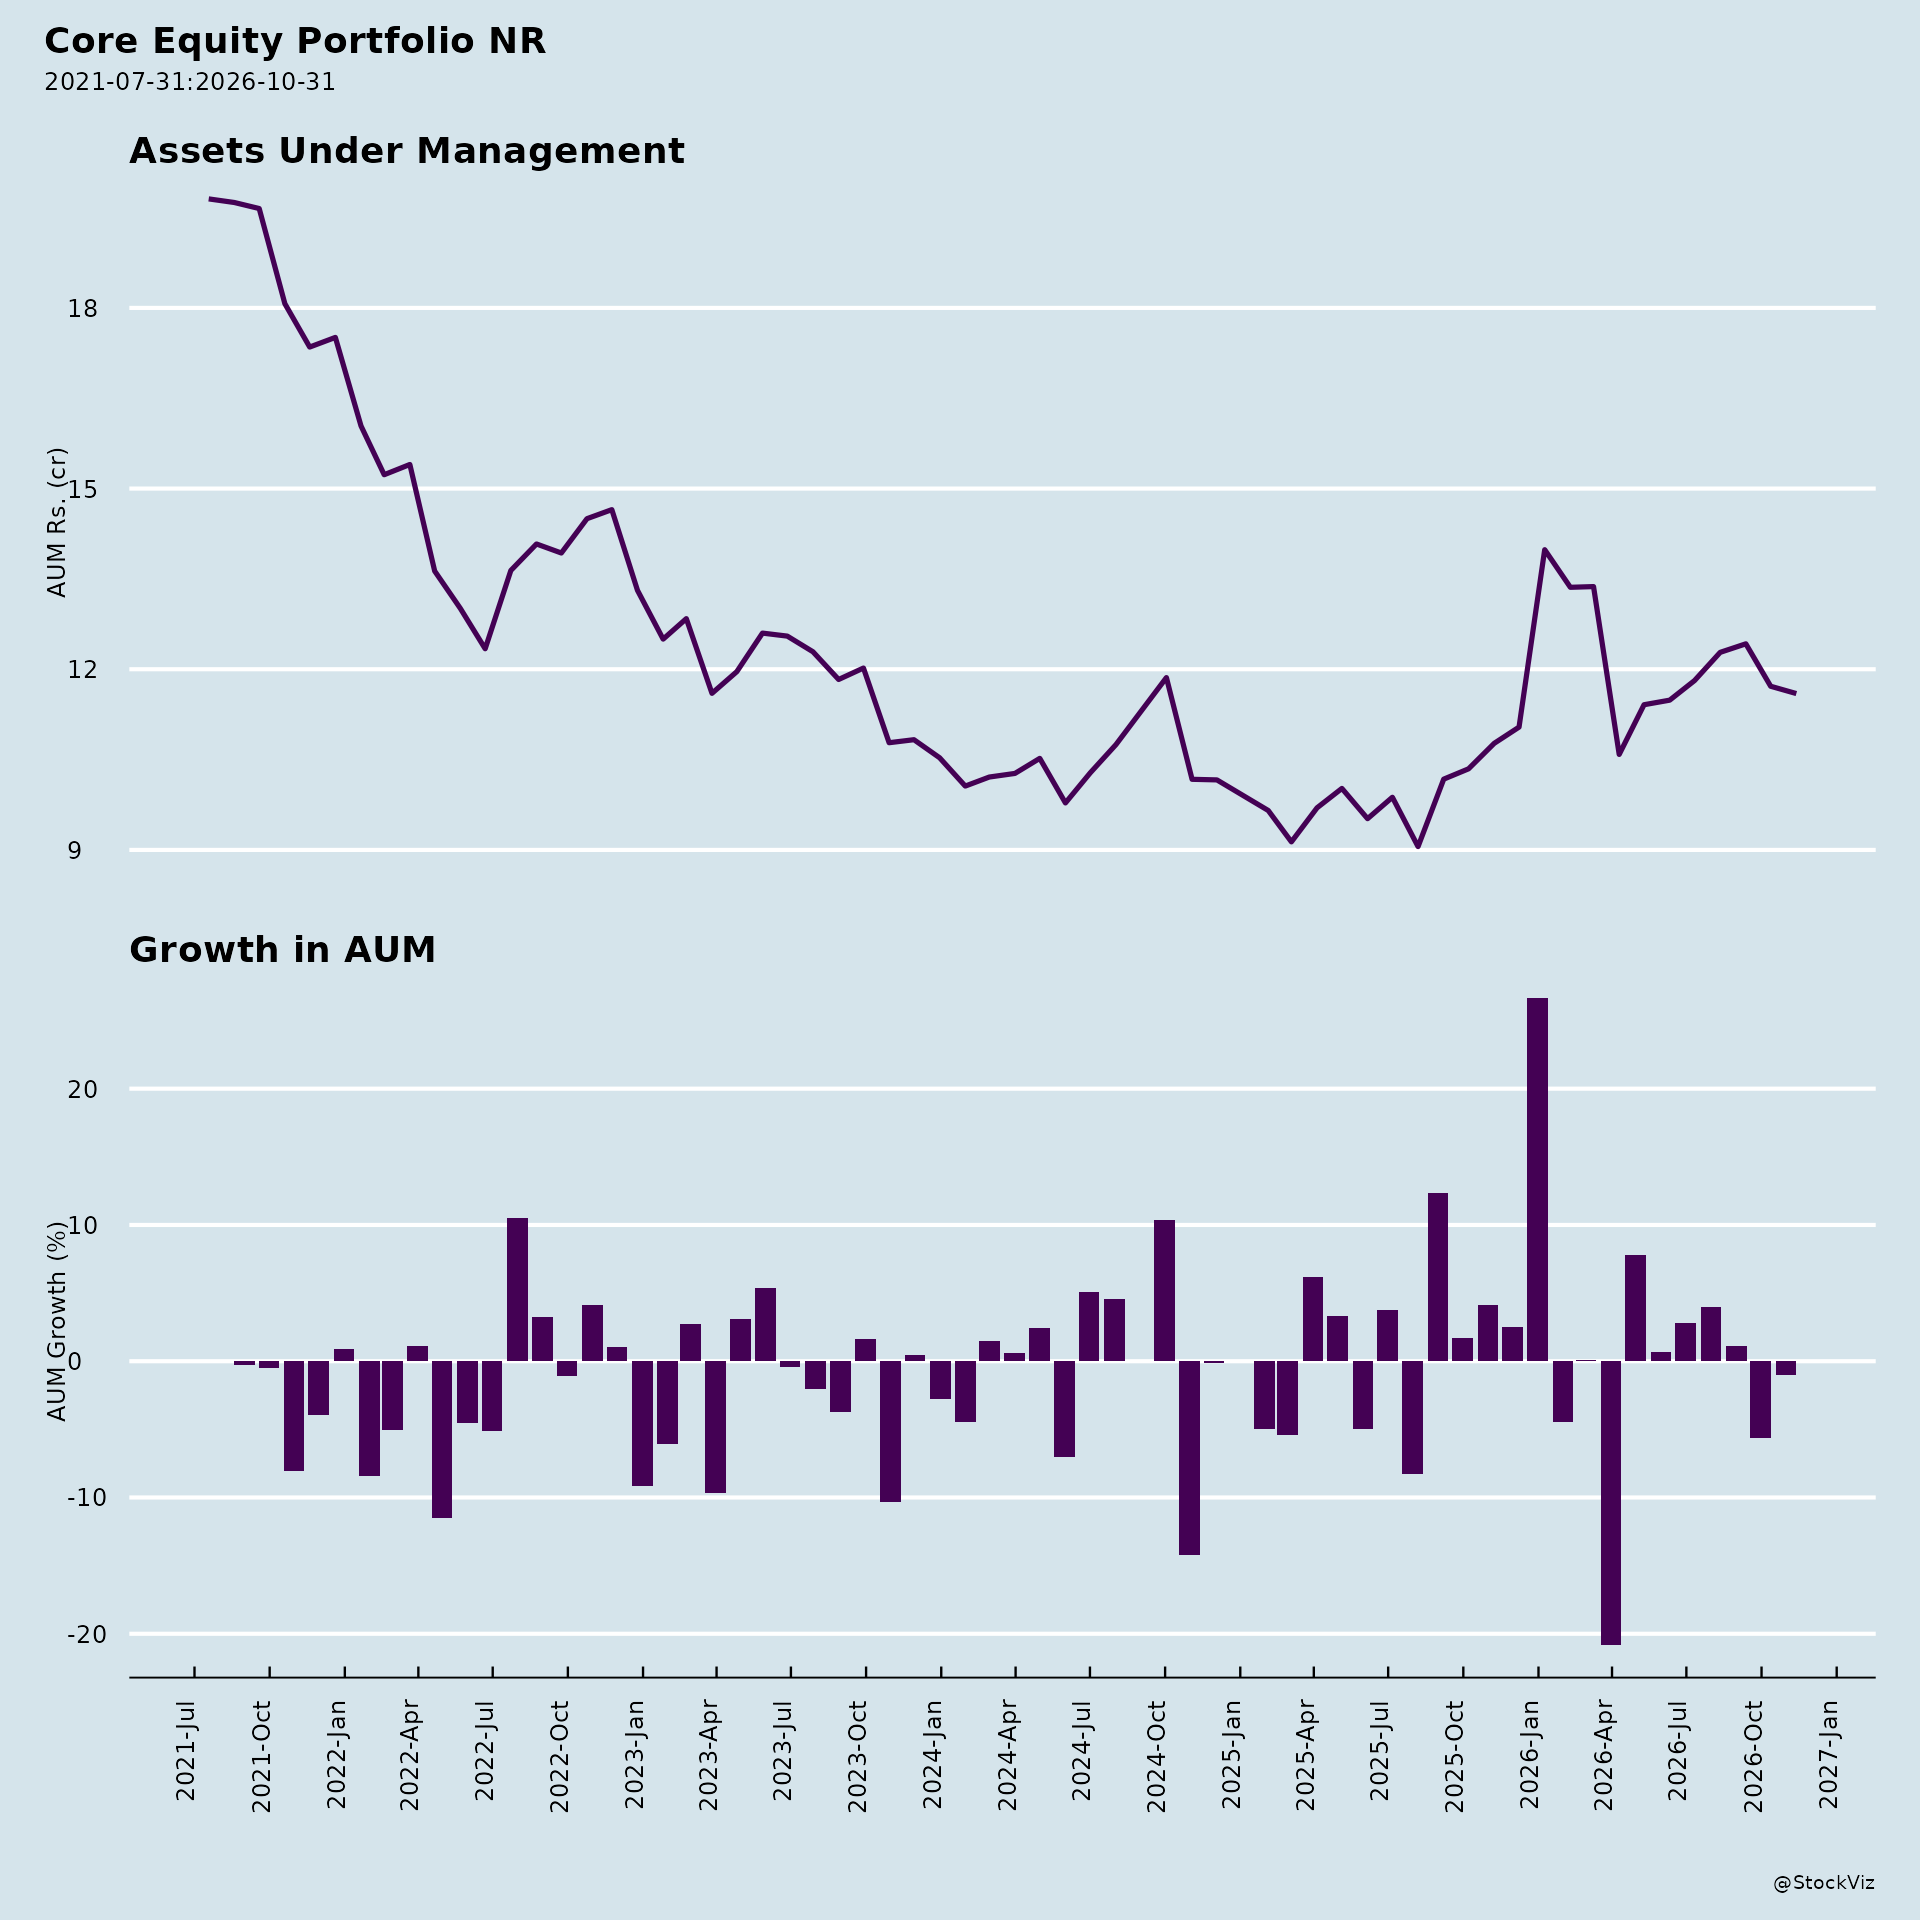 Core Equity Portfolio NR
2021-07-31:2026-10-31
Assets Under Management
AUM Rs. (cr)
18
15
12
9
Growth in AUM
AUM Growth (%)
20
10
0
-10
-20
2021-Jul
2021-Oct
2022-Jan
2022-Apr
2022-Jul
2022-Oct
2023-Jan
2023-Apr
2023-Jul
2023-Oct
2024-Jan
2024-Apr
2024-Jul
2024-Oct
2025-Jan
2025-Apr
2025-Jul
2025-Oct
2026-Jan
2026-Apr
2026-Jul
2026-Oct
2027-Jan
@StockViz